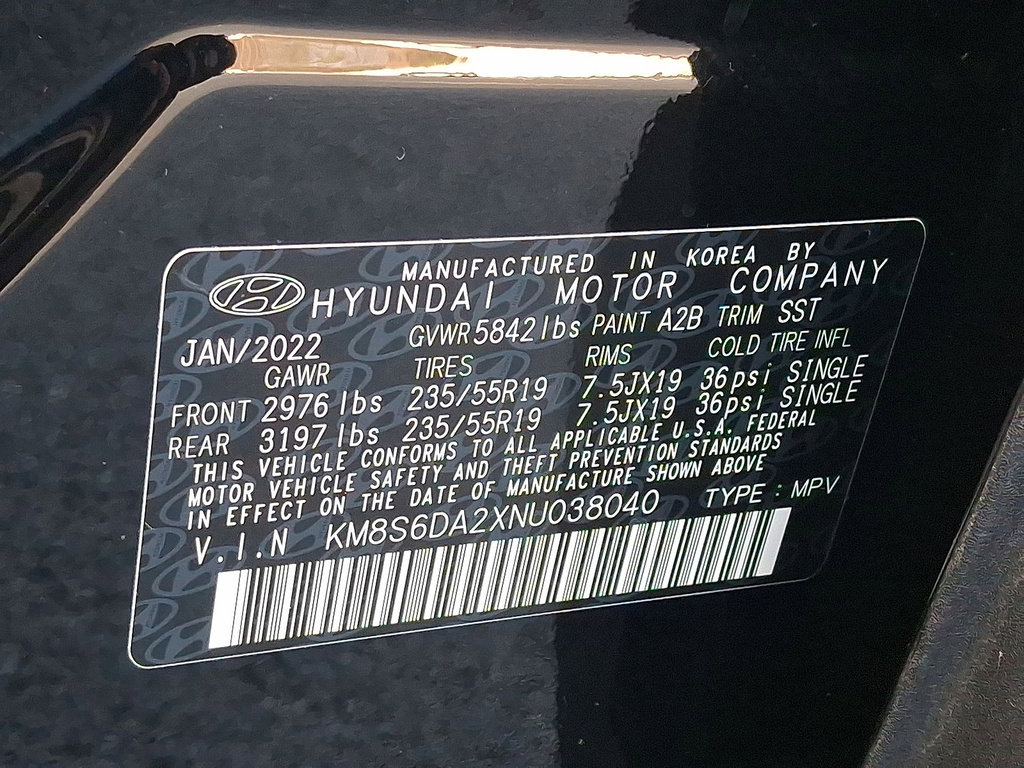 MANUFACTURED IN KOREA BY
HYUNDAI MOTOR COMPANY
JAN/2022 GVWR 5842 lbs PAINT A2B TRIM SST
GAWR TIRES RIMS COLD TIRE INFL
FRONT 2976 lbs 235/55R19 7.5JX19 36psi SINGLE
REAR 3197 lbs 235/55R19 7.5JX19 36psi SINGLE
THIS VEHICLE CONFORMS TO ALL APPLICABLE U.S.A. FEDERAL
MOTOR VEHICLE SAFETY AND THEFT PREVENTION STANDARDS
IN EFFECT ON THE DATE OF MANUFACTURE SHOWN ABOVE
V.I.N KM8S6DA2XNU038040 TYPE : MPV